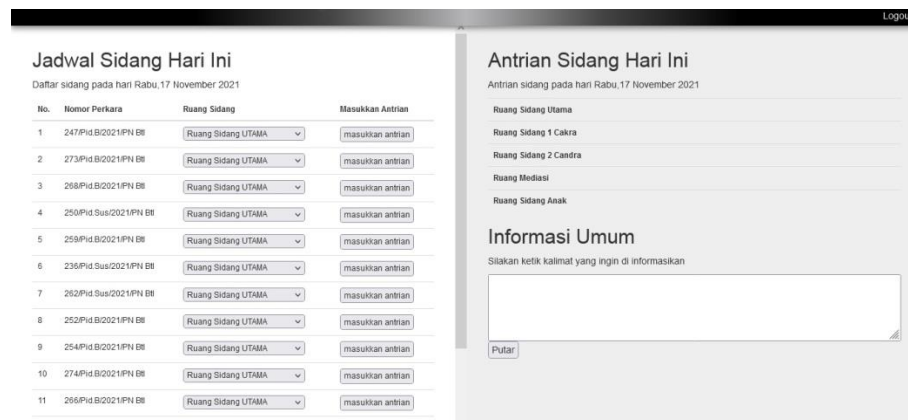 Logou
Jadwal Sidang Hari Ini
Daftar sidang pada hari Rabu,17 November 2021
No. Nomor Perkara Ruang Sidang Masukkan Antrian
1 247/Pid.B/2021/PN Btl Ruang Sidang UTAMA masukkan antrian
2 273/Pid.B/2021/PN Btl Ruang Sidang UTAMA masukkan antrian
3 268/Pid.B/2021/PN Btl Ruang Sidang UTAMA masukkan antrian
4 250/Pid.Sus/2021/PN Btl Ruang Sidang UTAMA masukkan antrian
5 259/Pid.B/2021/PN Btl Ruang Sidang UTAMA masukkan antrian
6 236/Pid.Sus/2021/PN Btl Ruang Sidang UTAMA masukkan antrian
7 262/Pid.Sus/2021/PN Btl Ruang Sidang UTAMA masukkan antrian
8 252/Pid.B/2021/PN Btl Ruang Sidang UTAMA masukkan antrian
9 254/Pid.B/2021/PN Btl Ruang Sidang UTAMA masukkan antrian
10 274/Pid.B/2021/PN Btl Ruang Sidang UTAMA masukkan antrian
11 266/Pid.B/2021/PN Btl Ruang Sidang UTAMA masukkan antrian
Antrian Sidang Hari Ini
Antrian sidang pada hari Rabu,17 November 2021
Ruang Sidang Utama
Ruang Sidang 1 Cakra
Ruang Sidang 2 Candra
Ruang Mediasi
Ruang Sidang Anak
Informasi Umum
Silakan ketik kalimat yang ingin di informasikan
Putar